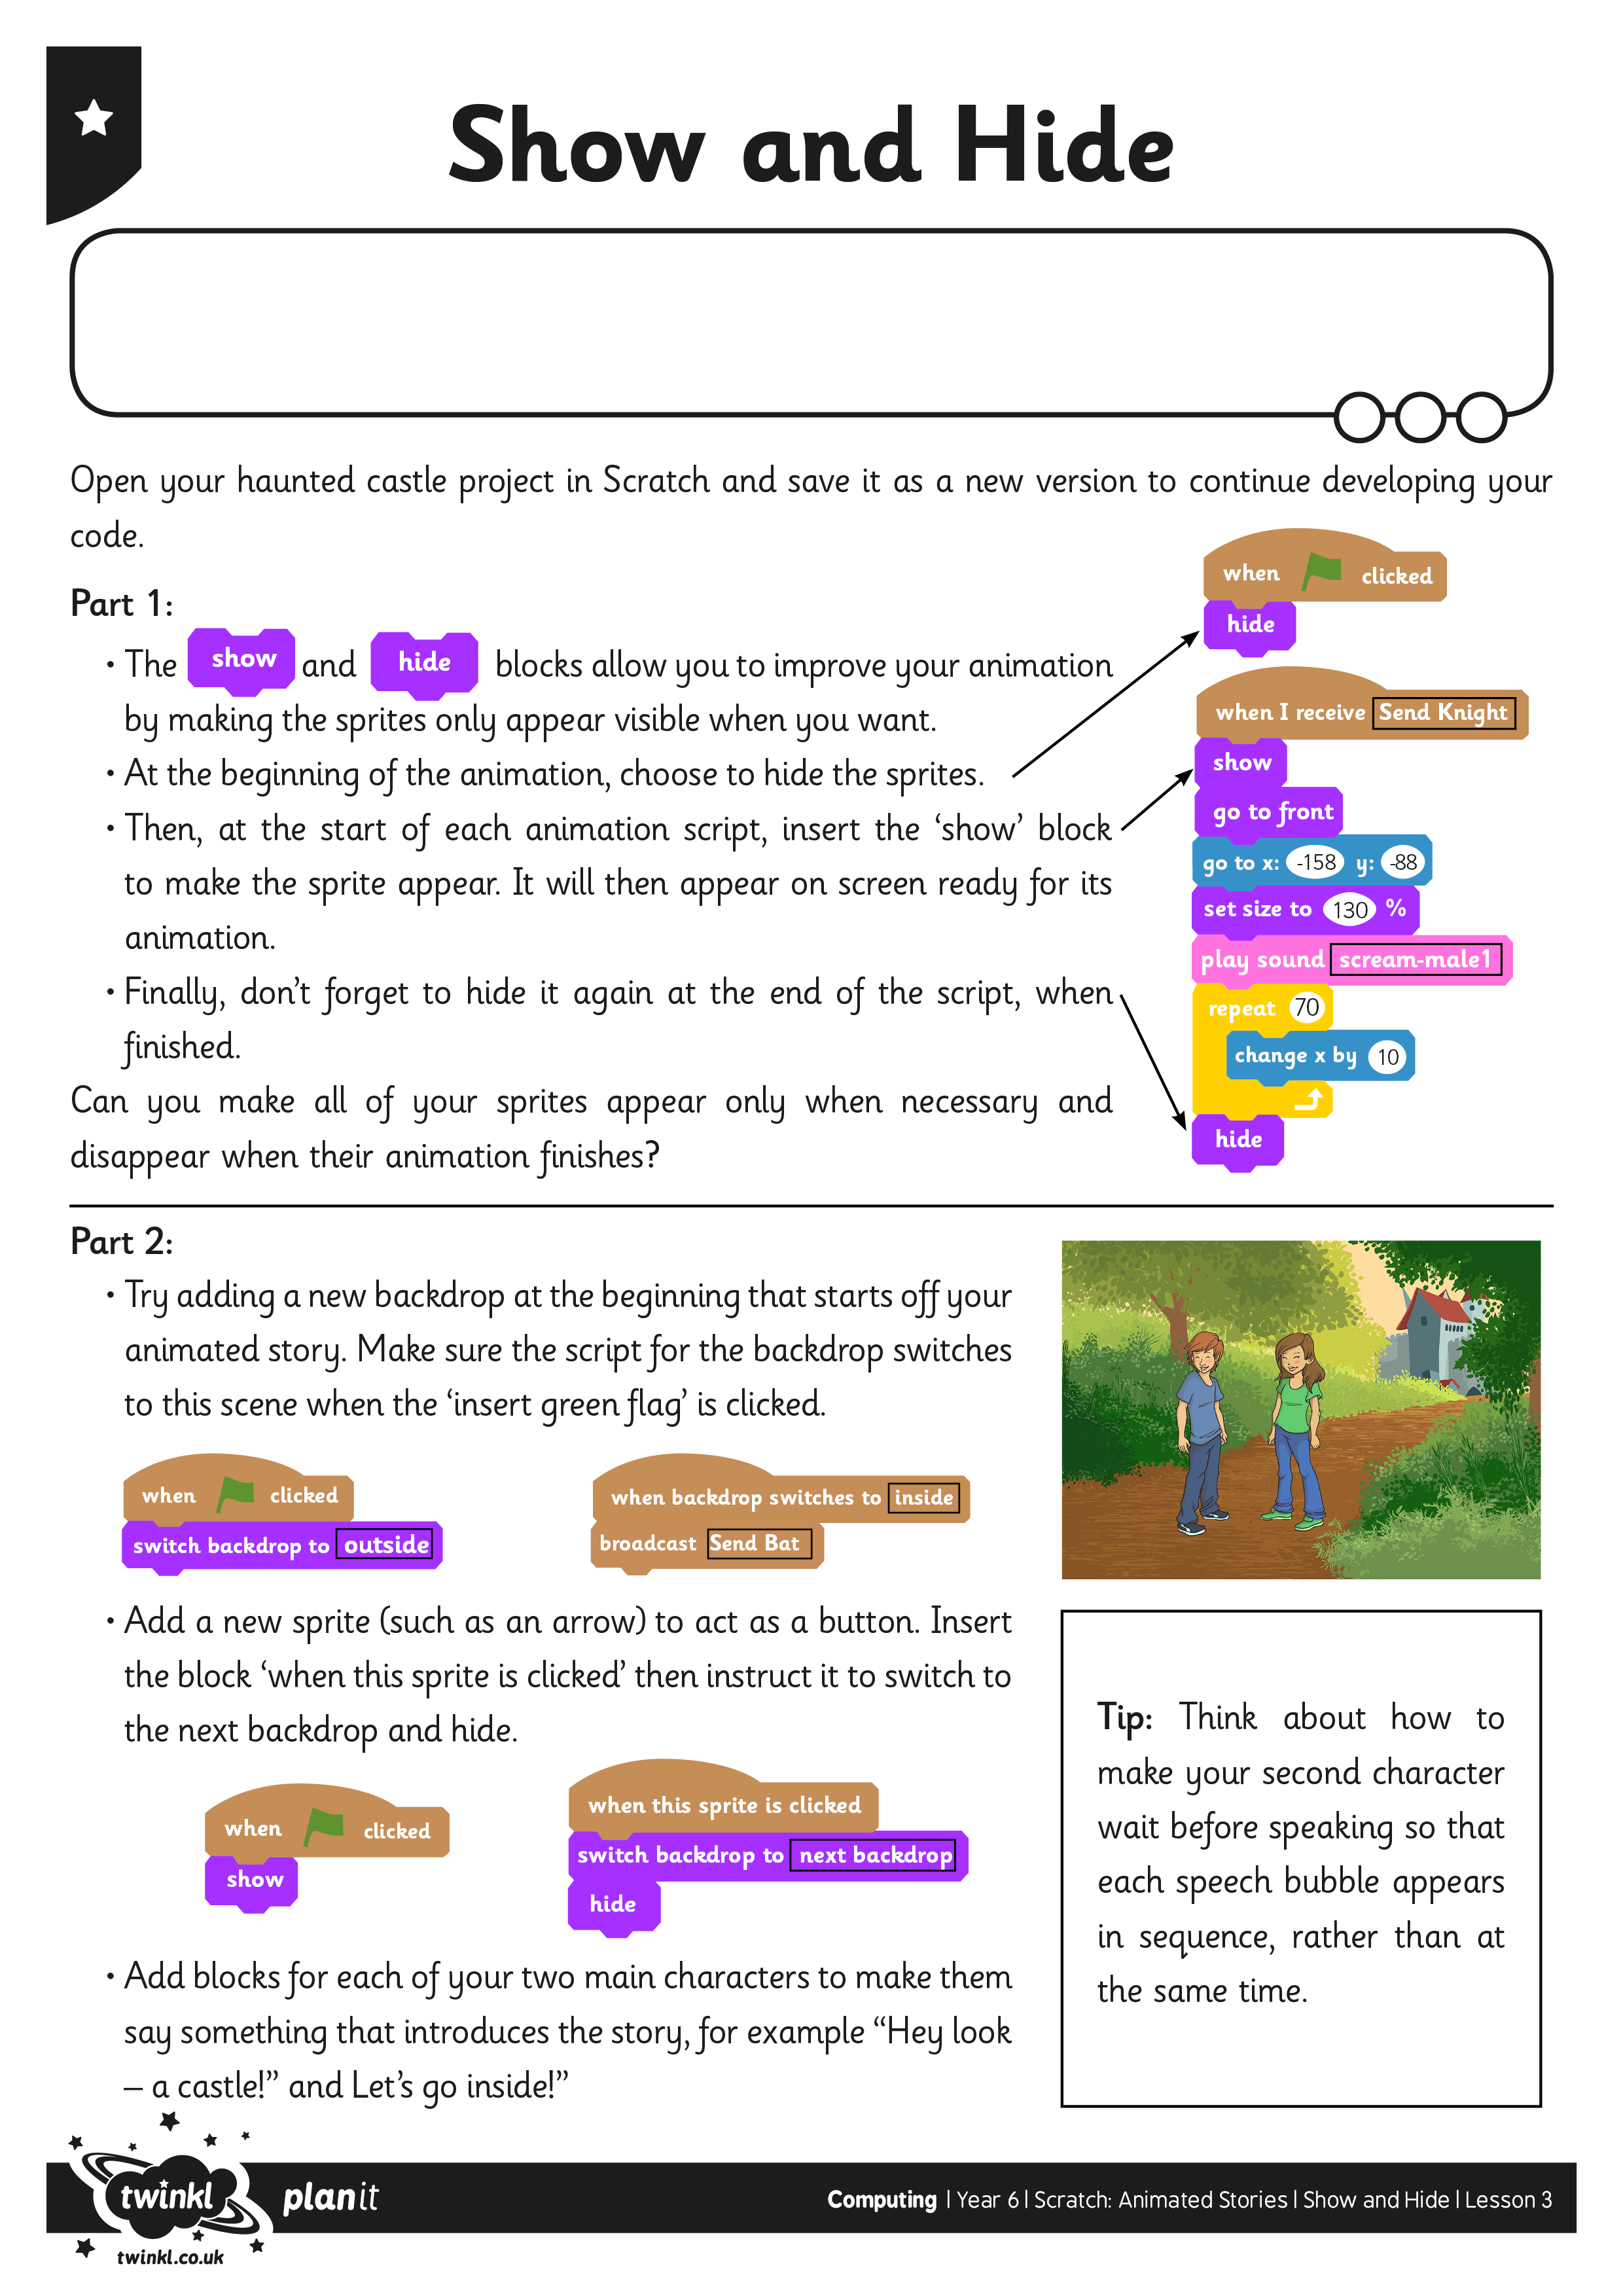 Show and Hide
Open your haunted castle project in Scratch and save it as a new version to continue developing your
code.
Part 1:
• The show and hide blocks allow you to improve your animation
by making the sprites only appear visible when you want.
• At the beginning of the animation, choose to hide the sprites.
• Then, at the start of each animation script, insert the ‘show’ block
to make the sprite appear. It will then appear on screen ready for its
animation.
• Finally, don’t forget to hide it again at the end of the script, when
finished.
Can you make all of your sprites appear only when necessary and
disappear when their animation finishes?
when clicked
hide
when I receive Send Knight
show
go to front
go to x: -158 y: -88
set size to 130 %
play sound scream-male1
repeat 70
change x by 10
hide
Part 2:
• Try adding a new backdrop at the beginning that starts off your
animated story. Make sure the script for the backdrop switches
to this scene when the ‘insert green flag’ is clicked.
when clicked
switch backdrop to outside
when backdrop switches to inside
broadcast Send Bat
• Add a new sprite (such as an arrow) to act as a button. Insert
the block ‘when this sprite is clicked’ then instruct it to switch to
the next backdrop and hide.
when clicked
show
when this sprite is clicked
switch backdrop to next backdrop
hide
• Add blocks for each of your two main characters to make them
say something that introduces the story, for example “Hey look
– a castle!” and Let’s go inside!”
Tip: Think about how to
make your second character
wait before speaking so that
each speech bubble appears
in sequence, rather than at
the same time.
twinkl
planit
twinkl.co.uk
Computing | Year 6 | Scratch: Animated Stories | Show and Hide | Lesson 3